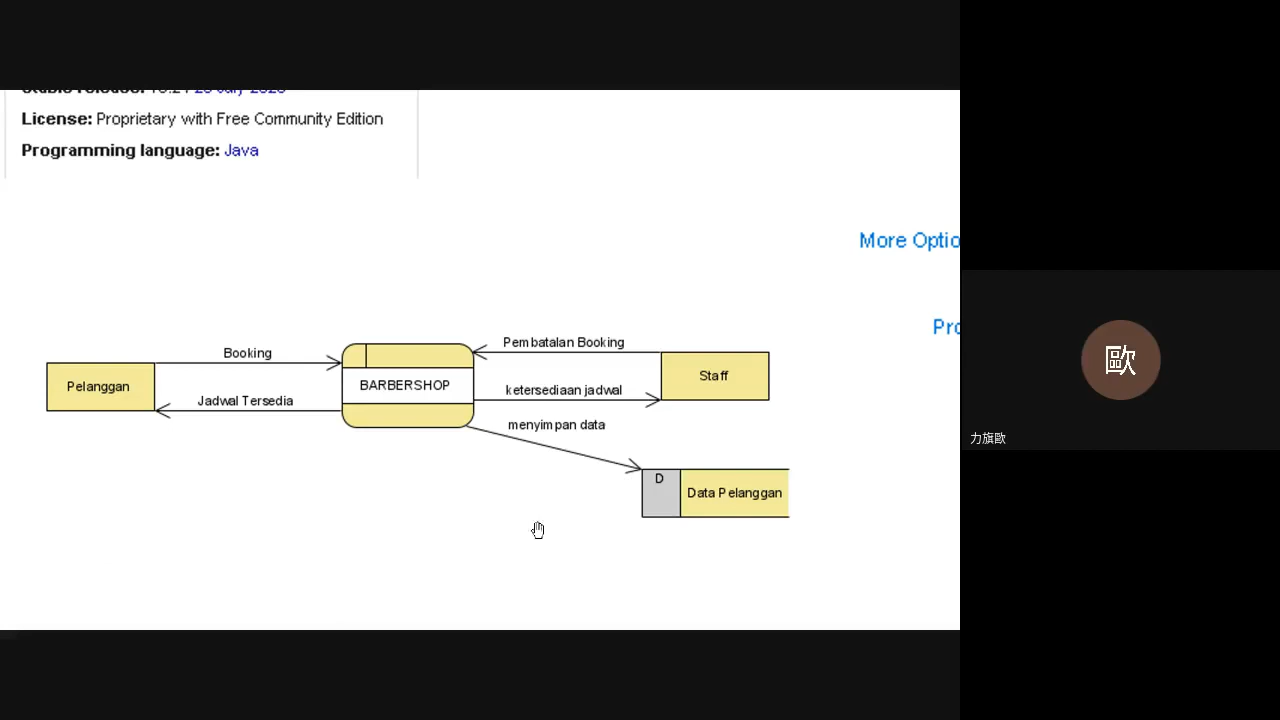 License: Proprietary with Free Community Edition
Programming language: Java
More Optio
Pro
Pelanggan
Booking
Jadwal Tersedia
BARBERSHOP
Pembatalan Booking
ketersediaan jadwal
menyimpan data
Staff
D
Data Pelanggan
歐
力旗歐